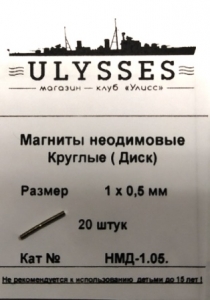 ULYSSES
магазин — клуб «Улисс»
Магниты неодимовые
Круглые ( Диск)
Размер 1 x 0,5 мм
20 штук
Кат № НМД-1.05.
Не рекомендуется к использованию детьми до 15 лет !